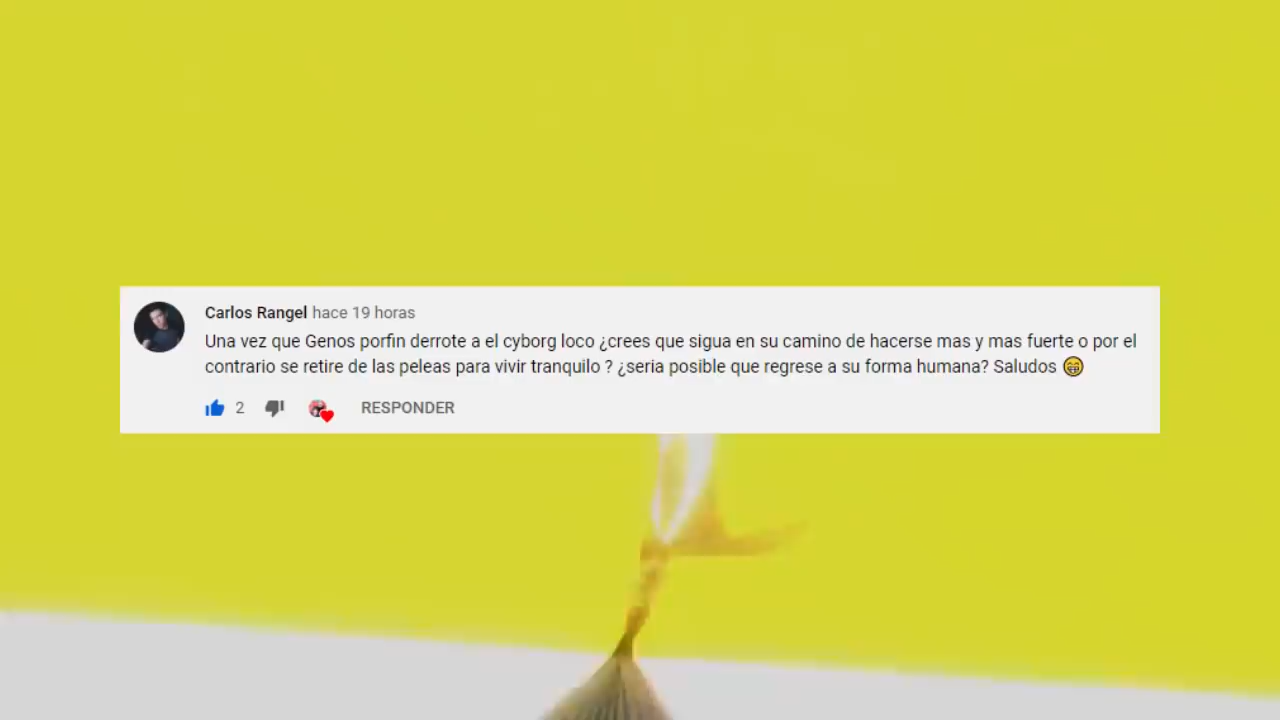 Carlos Rangel hace 19 horas
Una vez que Genos porfin derrote a el cyborg loco ¿crees que sigua en su camino de hacerse mas y mas fuerte o por el
contrario se retire de las peleas para vivir tranquilo ? ¿seria posible que regrese a su forma humana? Saludos 😁
2 RESPONDER